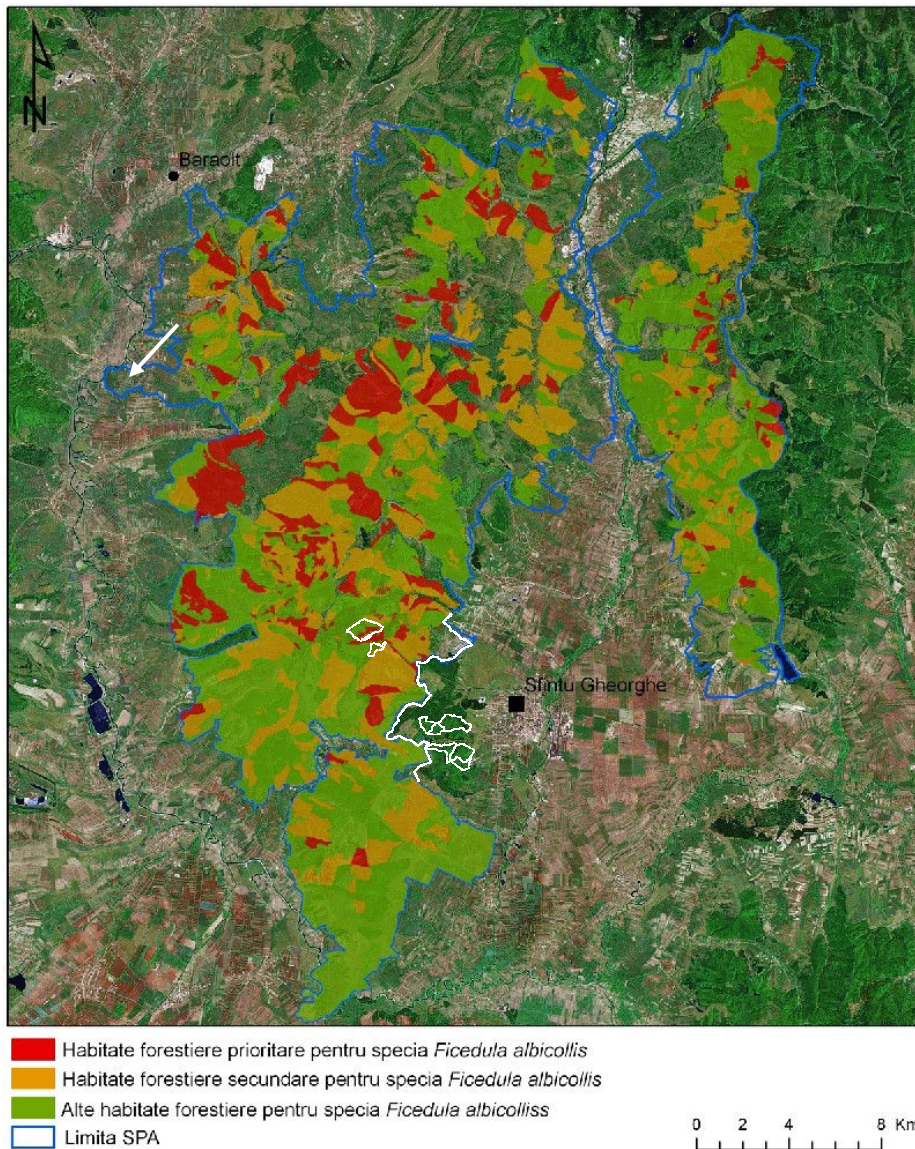 N
Baraolt
Sfintu Gheorghe
Habitate forestiere prioritare pentru specia Ficedula albicollis
Habitate forestiere secundare pentru specia Ficedula albicollis
Alte habitate forestiere pentru specia Ficedula albicolliss
Limita SPA
0 2 4 8 Km